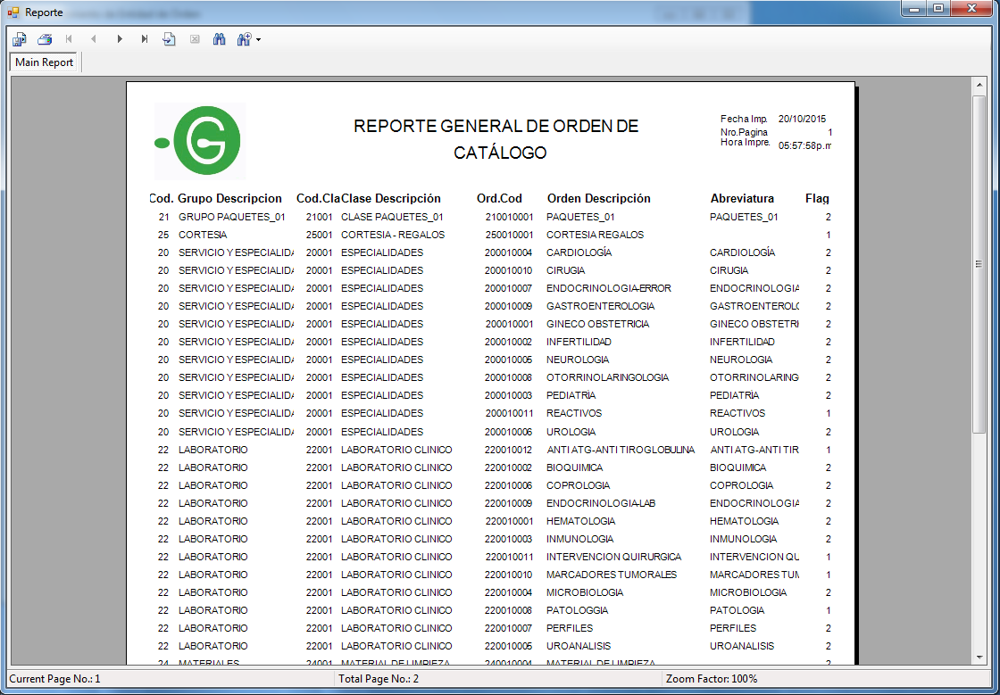 Reporte
Main Report
REPORTE GENERAL DE ORDEN DE
CATÁLOGO
Fecha Imp. 20/10/2015
Nro.Pagina 1
Hora Impre. 05:57:58p.m
Cod. Grupo Descripcion Cod.Cla Clase Descripción Ord.Cod Orden Descripción Abreviatura Flag
21 GRUPO PAQUETES_01 21001 CLASE PAQUETES_01 210010001 PAQUETES_01 PAQUETES_01 2
25 CORTESIA 25001 CORTESIA - REGALOS 250010001 CORTESIA REGALOS 1
20 SERVICIO Y ESPECIALIDA 20001 ESPECIALIDADES 200010004 CARDIOLOGÍA CARDIOLOGÍA 2
20 SERVICIO Y ESPECIALIDA 20001 ESPECIALIDADES 200010010 CIRUGIA CIRUGIA 2
20 SERVICIO Y ESPECIALIDA 20001 ESPECIALIDADES 200010007 ENDOCRINOLOGIA-ERROR ENDOCRINOLOGIA 2
20 SERVICIO Y ESPECIALIDA 20001 ESPECIALIDADES 200010009 GASTROENTEROLOGIA GASTROENTEROLO 2
20 SERVICIO Y ESPECIALIDA 20001 ESPECIALIDADES 200010001 GINECO OBSTETRICIA GINECO OBSTETRI 2
20 SERVICIO Y ESPECIALIDA 20001 ESPECIALIDADES 200010002 INFERTILIDAD INFERTILIDAD 2
20 SERVICIO Y ESPECIALIDA 20001 ESPECIALIDADES 200010005 NEUROLOGIA NEUROLOGIA 2
20 SERVICIO Y ESPECIALIDA 20001 ESPECIALIDADES 200010008 OTORRINOLARINGOLOGIA OTORRINOLARING 2
20 SERVICIO Y ESPECIALIDA 20001 ESPECIALIDADES 200010003 PEDIATRÍA PEDIATRÍA 2
20 SERVICIO Y ESPECIALIDA 20001 ESPECIALIDADES 200010011 REACTIVOS REACTIVOS 1
20 SERVICIO Y ESPECIALIDA 20001 ESPECIALIDADES 200010006 UROLOGIA UROLOGIA 2
22 LABORATORIO 22001 LABORATORIO CLINICO 220010012 ANTI ATG-ANTI TIROGLOBULINA ANTI ATG-ANTI TIR 1
22 LABORATORIO 22001 LABORATORIO CLINICO 220010002 BIOQUIMICA BIOQUIMICA 2
22 LABORATORIO 22001 LABORATORIO CLINICO 220010006 COPROLOGIA COPROLOGIA 2
22 LABORATORIO 22001 LABORATORIO CLINICO 220010009 ENDOCRINOLOGIA-LAB ENDOCRINOLOGIA 2
22 LABORATORIO 22001 LABORATORIO CLINICO 220010001 HEMATOLOGIA HEMATOLOGIA 2
22 LABORATORIO 22001 LABORATORIO CLINICO 220010003 INMUNOLOGIA INMUNOLOGIA 2
22 LABORATORIO 22001 LABORATORIO CLINICO 220010011 INTERVENCION QUIRURGICA INTERVENCION QU 1
22 LABORATORIO 22001 LABORATORIO CLINICO 220010010 MARCADORES TUMORALES MARCADORES TUM 1
22 LABORATORIO 22001 LABORATORIO CLINICO 220010004 MICROBIOLOGIA MICROBIOLOGIA 2
22 LABORATORIO 22001 LABORATORIO CLINICO 220010008 PATOLOGGIA PATOLOGIA 1
22 LABORATORIO 22001 LABORATORIO CLINICO 220010007 PERFILES PERFILES 2
22 LABORATORIO 22001 LABORATORIO CLINICO 220010005 UROANALISIS UROANALISIS 2
24 MATERIALES 24001 MATERIAL DE LIMPIEZA 240010004 MATERIAL DE LIMPIEZA 2
Current Page No.: 1 Total Page No.: 2 Zoom Factor: 100%